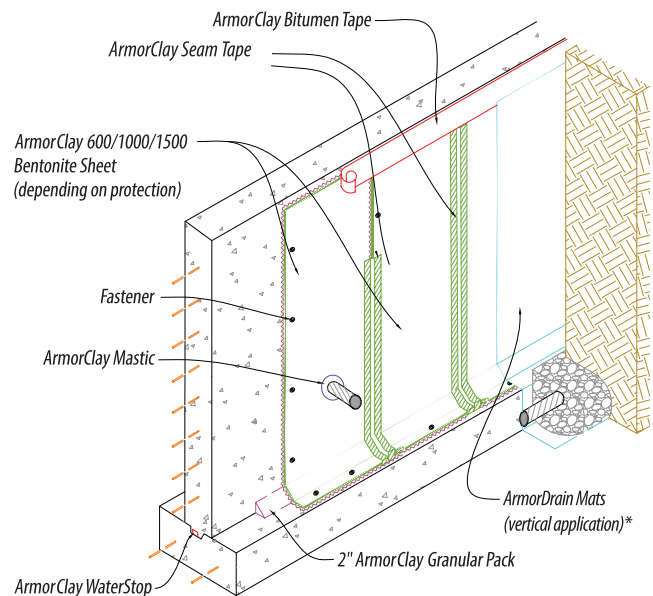 ArmorClay Bitumen Tape
ArmorClay Seam Tape
ArmorClay 600/1000/1500
Bentonite Sheet
(depending on protection)
Fastener
ArmorClay Mastic
ArmorDrain Mats
(vertical application)*
2" ArmorClay Granular Pack
ArmorClay WaterStop